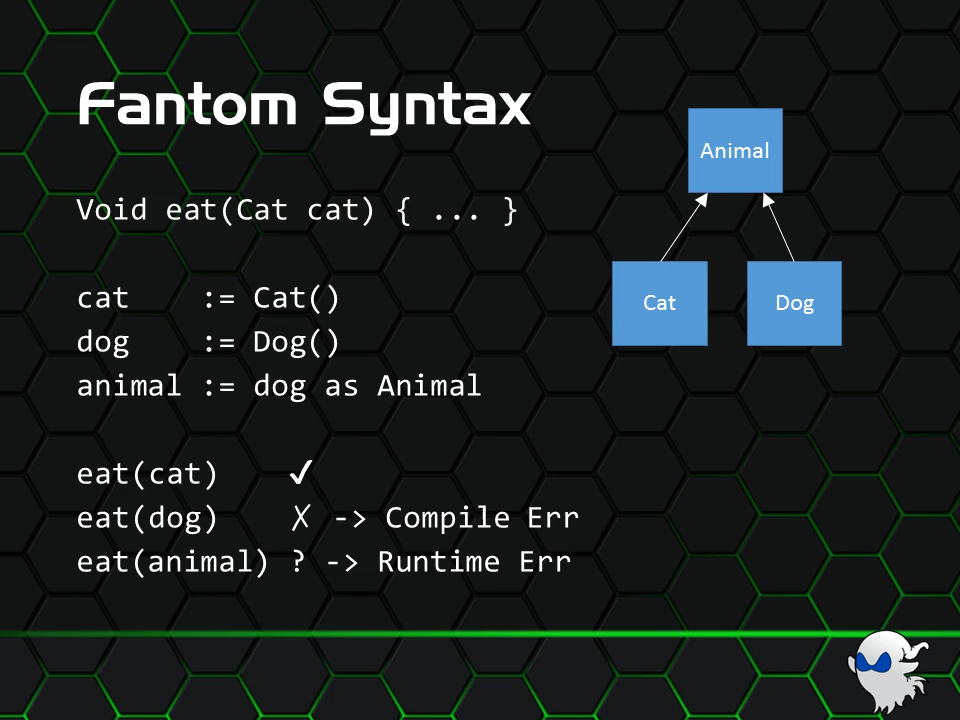 Fantom Syntax
Void eat(Cat cat) { ... }
cat    := Cat()
dog    := Dog()
animal := dog as Animal
eat(cat)    ✓
eat(dog)    ✗ -> Compile Err
eat(animal) ? -> Runtime Err
Animal
Cat
Dog